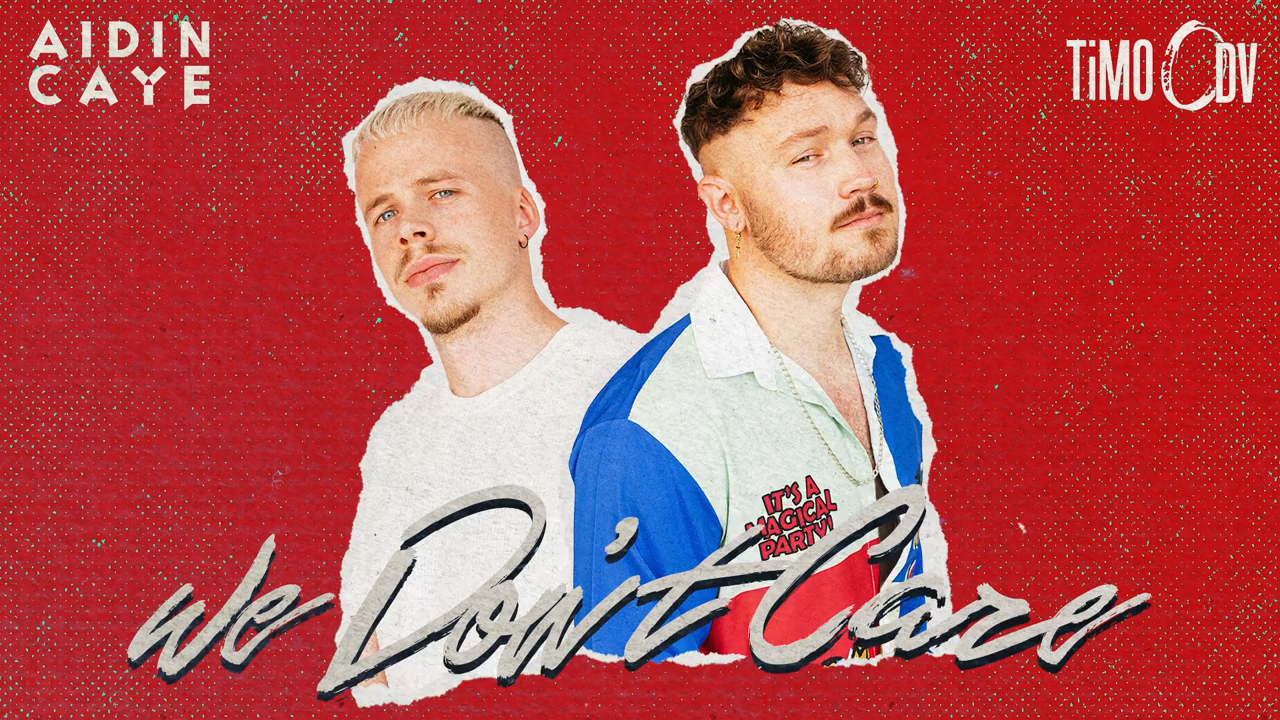 AIDIN
CAYE
TiMO ODV
IT'S A
MAGICAL
PARTY!
We Don't Care